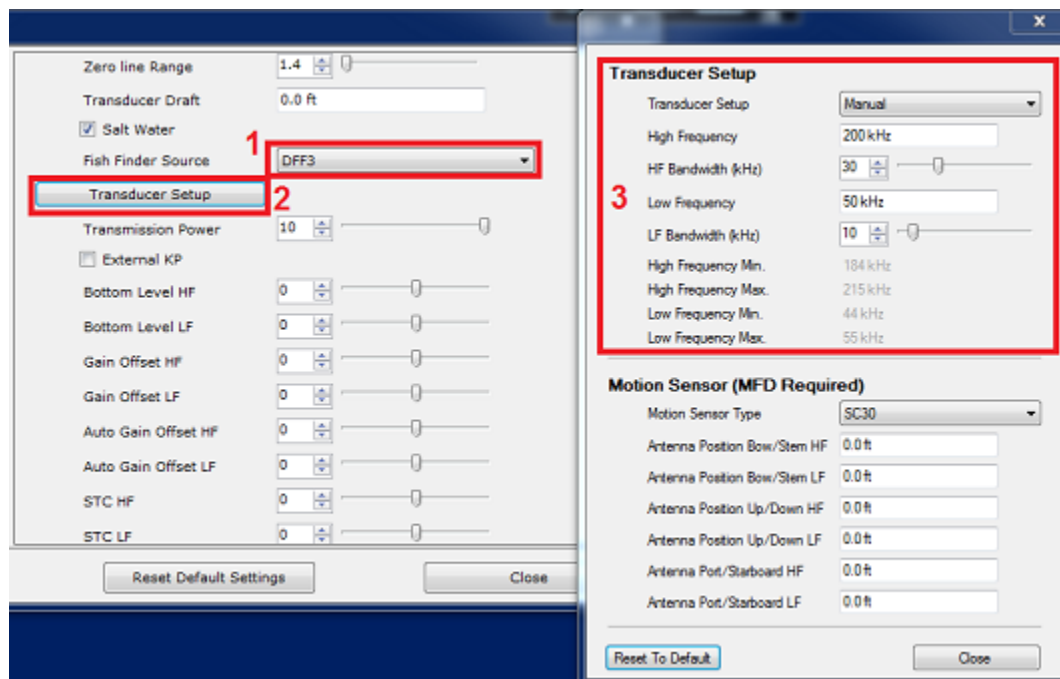 Zero line Range 1.4
Transducer Draft 0.0 ft
Salt Water
1
Fish Finder Source DFF3
Transducer Setup
2
Transmission Power 10
External KP
Bottom Level HF 0
Bottom Level LF 0
Gain Offset HF 0
Gain Offset LF 0
Auto Gain Offset HF 0
Auto Gain Offset LF 0
STC HF 0
STC LF 0
Reset Default Settings Close
x
Transducer Setup
Transducer Setup Manual
High Frequency 200 kHz
HF Bandwidth (kHz) 30
3
Low Frequency 50 kHz
LF Bandwidth (kHz) 10
High Frequency Min. 184 kHz
High Frequency Max. 215 kHz
Low Frequency Min. 44 kHz
Low Frequency Max. 55 kHz
Motion Sensor (MFD Required)
Motion Sensor Type SC30
Antenna Position Bow/Stern HF 0.0 ft
Antenna Position Bow/Stern LF 0.0 ft
Antenna Position Up/Down HF 0.0 ft
Antenna Position Up/Down LF 0.0 ft
Antenna Port/Starboard HF 0.0 ft
Antenna Port/Starboard LF 0.0 ft
Reset To Default Close